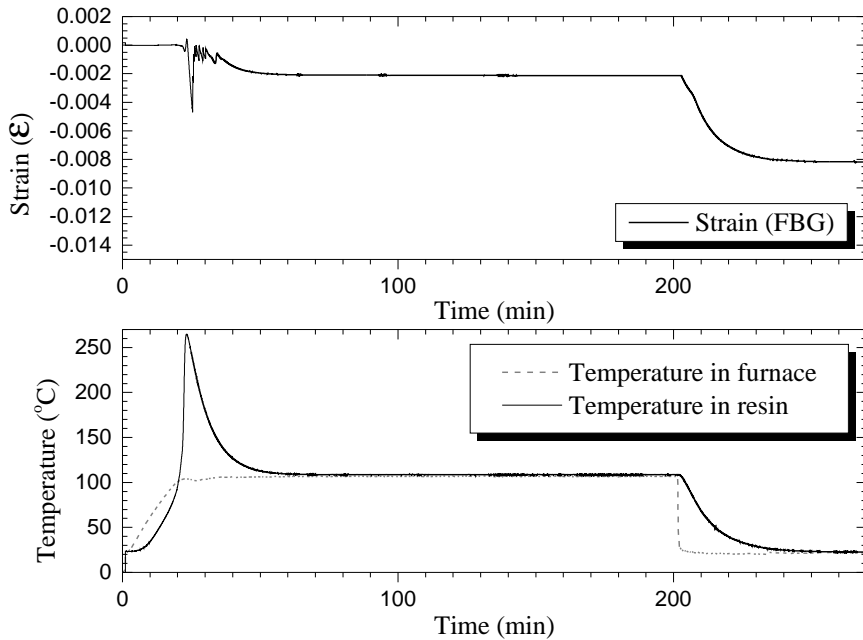 0.002
0.000
-0.002
-0.004
-0.006
-0.008
-0.010
-0.012
-0.014
Strain (ε)
Strain (FBG)
0 100 200
Time (min)
250
200
150
100
50
0
Temperature (°C)
Temperature in furnace
Temperature in resin
0 100 200
Time (min)